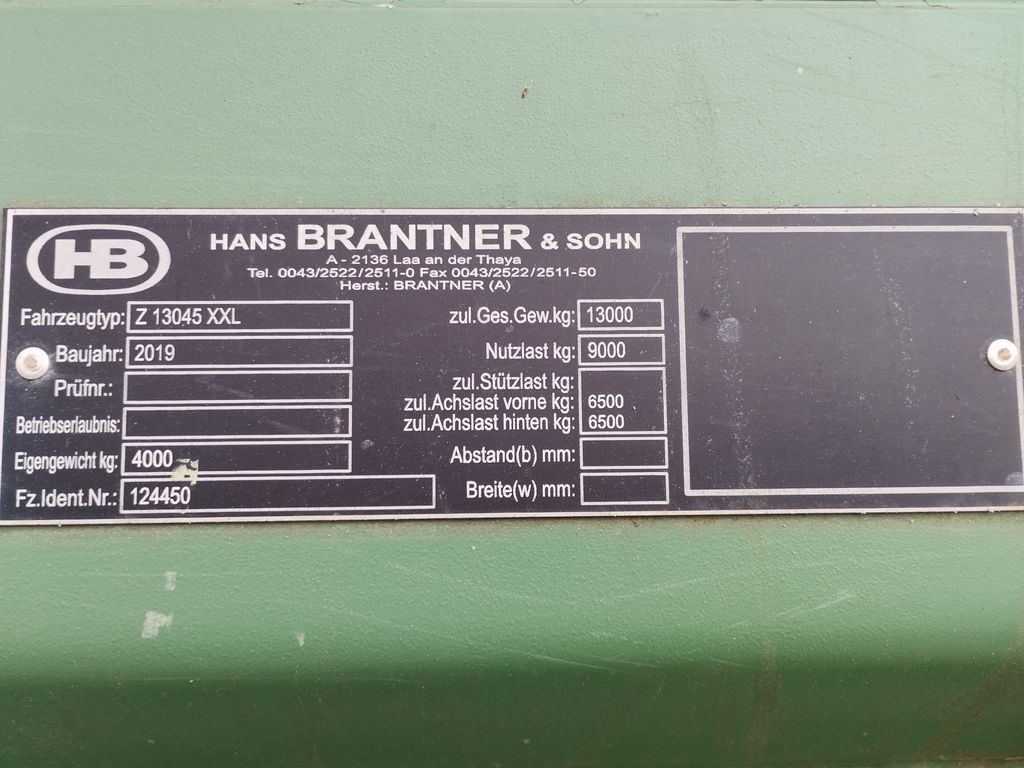 HB
HANS BRANTNER & SOHN
A - 2136 Laa an der Thaya
Tel. 0043/2522/2511-0 Fax 0043/2522/2511-50
Herst.: BRANTNER (A)
Fahrzeugtyp: Z 13045 XXL
Baujahr: 2019
Prüfnr.:
Betriebserlaubnis:
Eigengewicht kg: 4000
Fz.Ident.Nr.: 124450
zul.Ges.Gew.kg: 13000
Nutzlast kg: 9000
zul.Stützlast kg:
zul.Achslast vorne kg: 6500
zul.Achslast hinten kg: 6500
Abstand(b) mm:
Breite(w) mm: